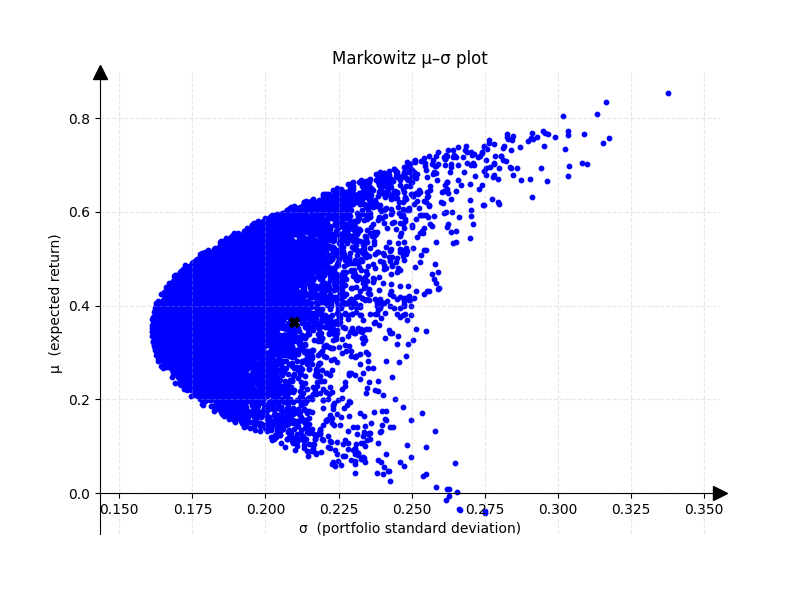 Markowitz μ–σ plot
0.8
0.6
0.4
0.2
0.0
μ  (expected return)
0.150 0.175 0.200 0.225 0.250 0.275 0.300 0.325 0.350
σ  (portfolio standard deviation)